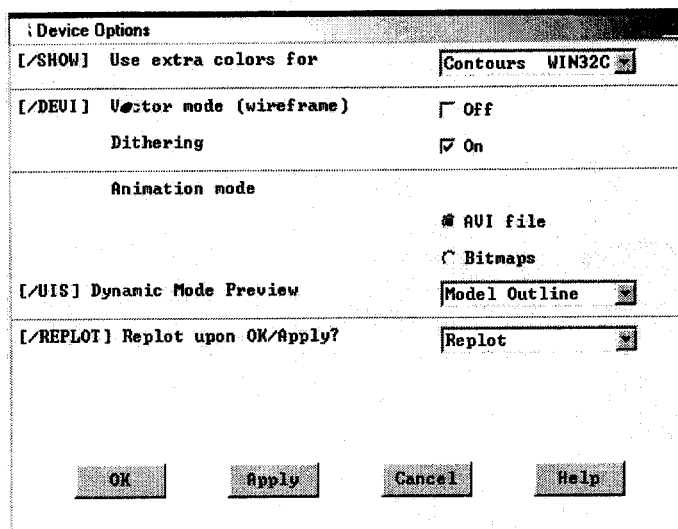 Device Options
[/SHOW] Use extra colors for Contours WIN32C
[/DEVI] Vector mode (wireframe) Off
Dithering On
Animation mode
AVI file
Bitmaps
[/UIS] Dynamic Mode Preview Model Outline
[/REPLOT] Replot upon OK/Apply? Replot
OK Apply Cancel Help